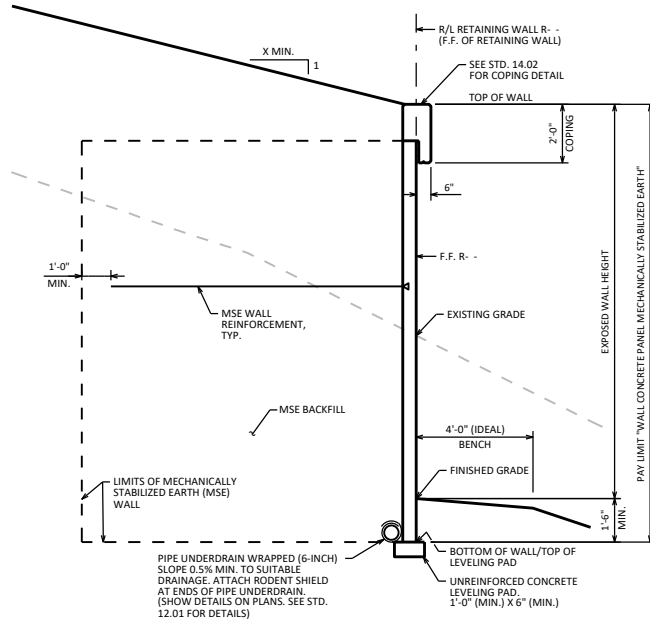 R/L RETAINING WALL R- -
(F.F. OF RETAINING WALL)
X MIN.
1
SEE STD. 14.02
FOR COPING DETAIL
TOP OF WALL
2'-0"
COPING
6"
F.F. R- -
1'-0"
MIN.
MSE WALL
REINFORCEMENT,
TYP.
EXISTING GRADE
EXPOSED WALL HEIGHT
PAY LIMIT "WALL CONCRETE PANEL MECHANICALLY STABILIZED EARTH"
MSE BACKFILL
4'-0" (IDEAL)
BENCH
FINISHED GRADE
LIMITS OF MECHANICALLY
STABILIZED EARTH (MSE)
WALL
1'-6"
MIN.
PIPE UNDERDRAIN WRAPPED (6-INCH)
SLOPE 0.5% MIN. TO SUITABLE
DRAINAGE. ATTACH RODENT SHIELD
AT ENDS OF PIPE UNDERDRAIN.
(SHOW DETAILS ON PLANS. SEE STD.
12.01 FOR DETAILS)
BOTTOM OF WALL/TOP OF
LEVELING PAD
UNREINFORCED CONCRETE
LEVELING PAD.
1'-0" (MIN.) X 6" (MIN.)